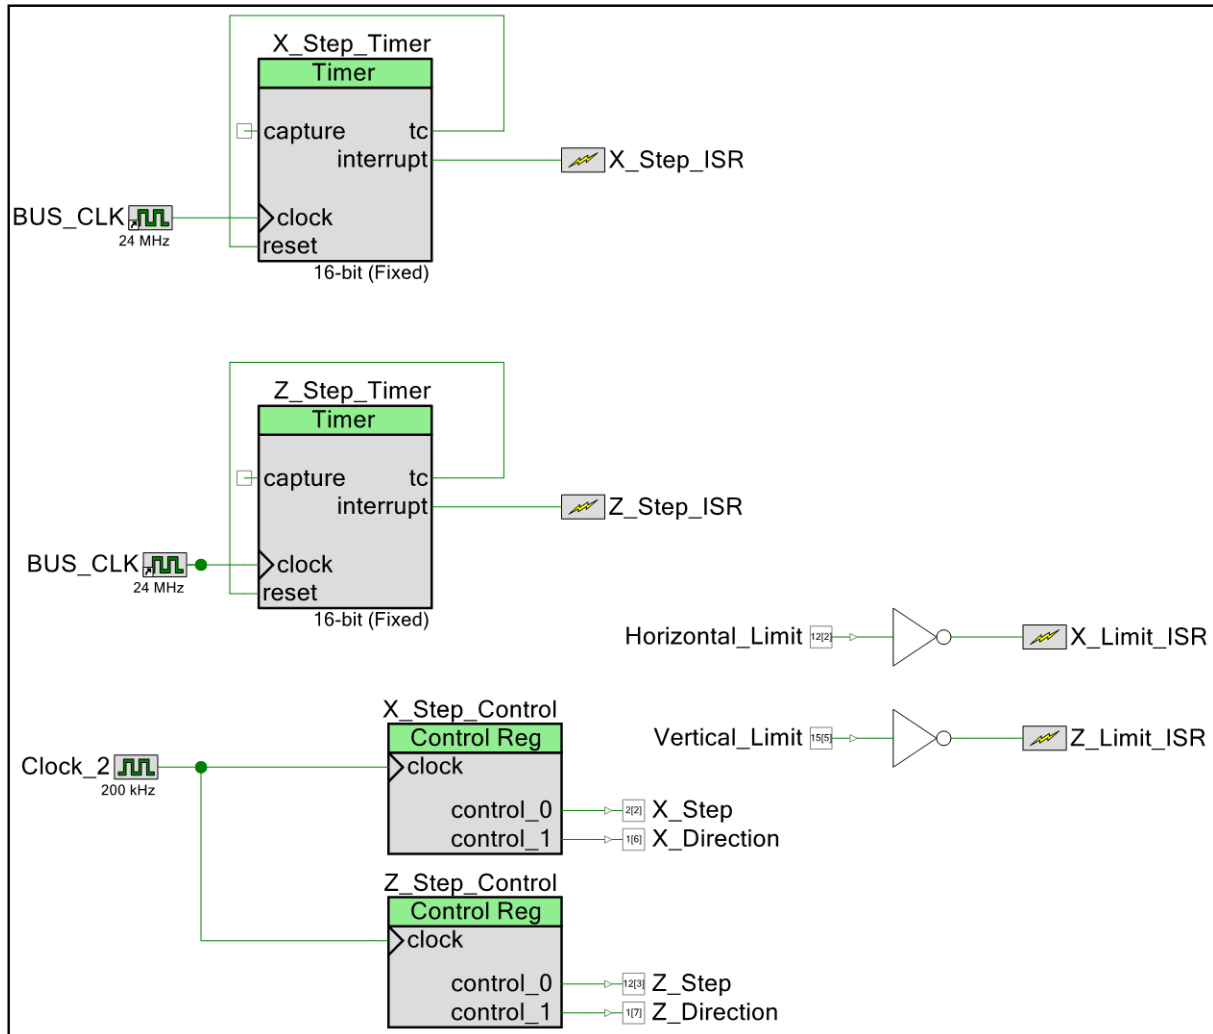 X_Step_Timer
Timer
capture
tc
interrupt
X_Step_ISR
BUS_CLK
24 MHz
clock
reset
16-bit (Fixed)
Z_Step_Timer
Timer
capture
tc
interrupt
Z_Step_ISR
BUS_CLK
24 MHz
clock
reset
16-bit (Fixed)
Horizontal_Limit
12[2]
X_Limit_ISR
Vertical_Limit
15[5]
Z_Limit_ISR
X_Step_Control
Control Reg
Clock_2
200 kHz
clock
control_0
2[2]
X_Step
control_1
1[6]
X_Direction
Z_Step_Control
Control Reg
clock
control_0
12[3]
Z_Step
control_1
1[7]
Z_Direction